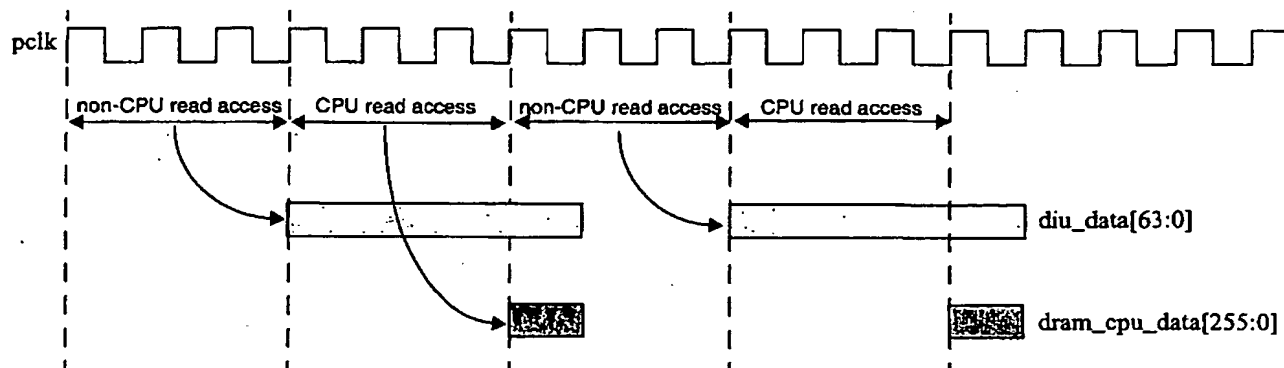 pclk
non-CPU read access CPU read access non-CPU read access CPU read access
diu_data[63:0]
dram_cpu_data[255:0]